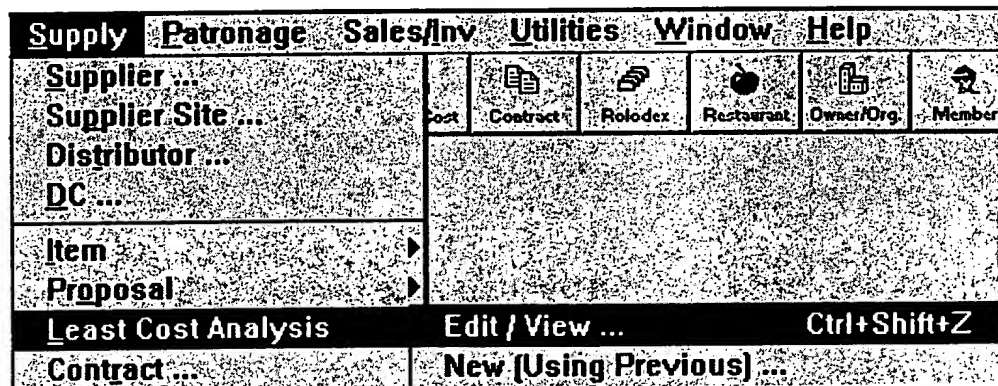 Supply Patronage Sales/Inv Utilities Window Help
Supplier ...
Supplier Site ...
Distributor ...
DC ...
Cost Contract Rolodex Restaurant Owner/Org. Member
Item
Proposal
Least Cost Analysis Edit / View ... Ctrl+Shift+Z
Contract ... New (Using Previous) ...